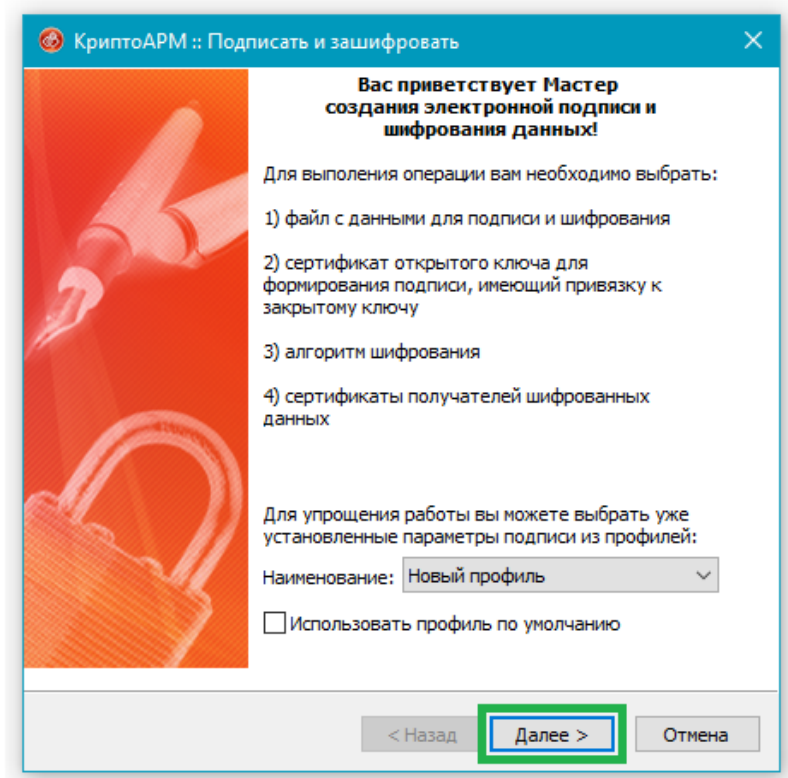 КриптоАРМ :: Подписать и зашифровать
Вас приветствует Мастер
создания электронной подписи и
шифрования данных!
Для выполения операции вам необходимо выбрать:
1) файл с данными для подписи и шифрования
2) сертификат открытого ключа для
формирования подписи, имеющий привязку к
закрытому ключу
3) алгоритм шифрования
4) сертификаты получателей шифрованных
данных
Для упрощения работы вы можете выбрать уже
установленные параметры подписи из профилей:
Наименование: Новый профиль
Использовать профиль по умолчанию
< Назад Далее > Отмена